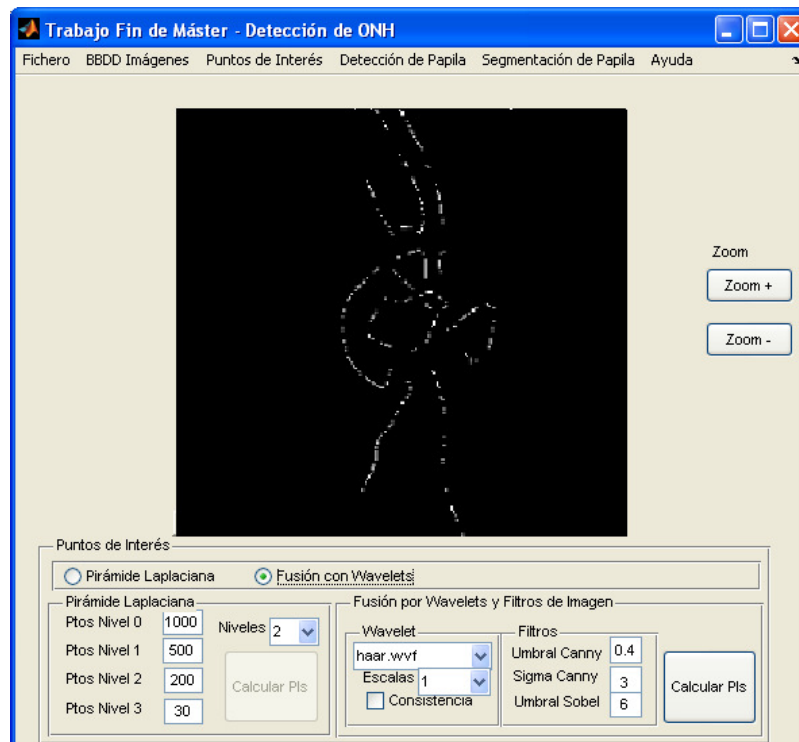 Trabajo Fin de Máster - Detección de ONH
Fichero BBDD Imágenes Puntos de Interés Detección de Papila Segmentación de Papila Ayuda
Zoom
Zoom +
Zoom -
Puntos de Interés
Pirámide Laplaciana Fusión con Wavelets
Pirámide Laplaciana
Ptos Nivel 0 1000
Niveles 2
Ptos Nivel 1 500
Ptos Nivel 2 200
Ptos Nivel 3 30
Calcular PIs
Fusión por Wavelets y Filtros de Imagen
Wavelet
haar.wvf
Escalas 1
Consistencia
Filtros
Umbral Canny 0.4
Sigma Canny 3
Umbral Sobel 6
Calcular PIs